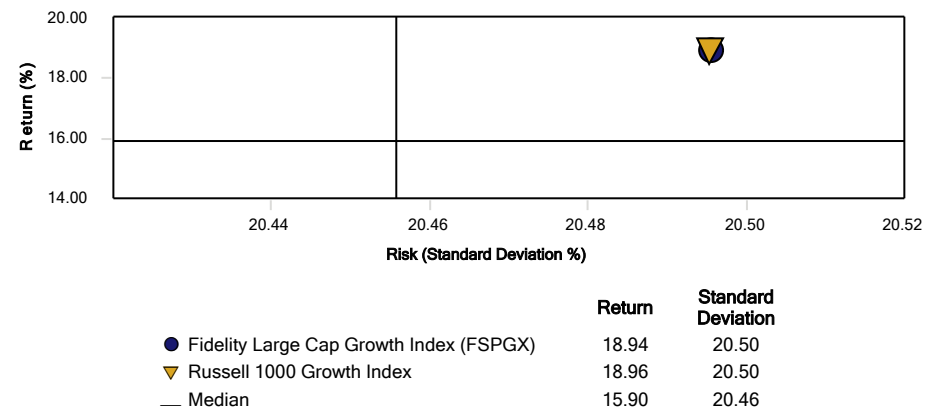 20.00
18.00
16.00
14.00
Return (%)
20.44 20.46 20.48 20.50 20.52
Risk (Standard Deviation %)
Return Standard Deviation
Fidelity Large Cap Growth Index (FSPGX) 18.94 20.50
Russell 1000 Growth Index 18.96 20.50
Median 15.90 20.46